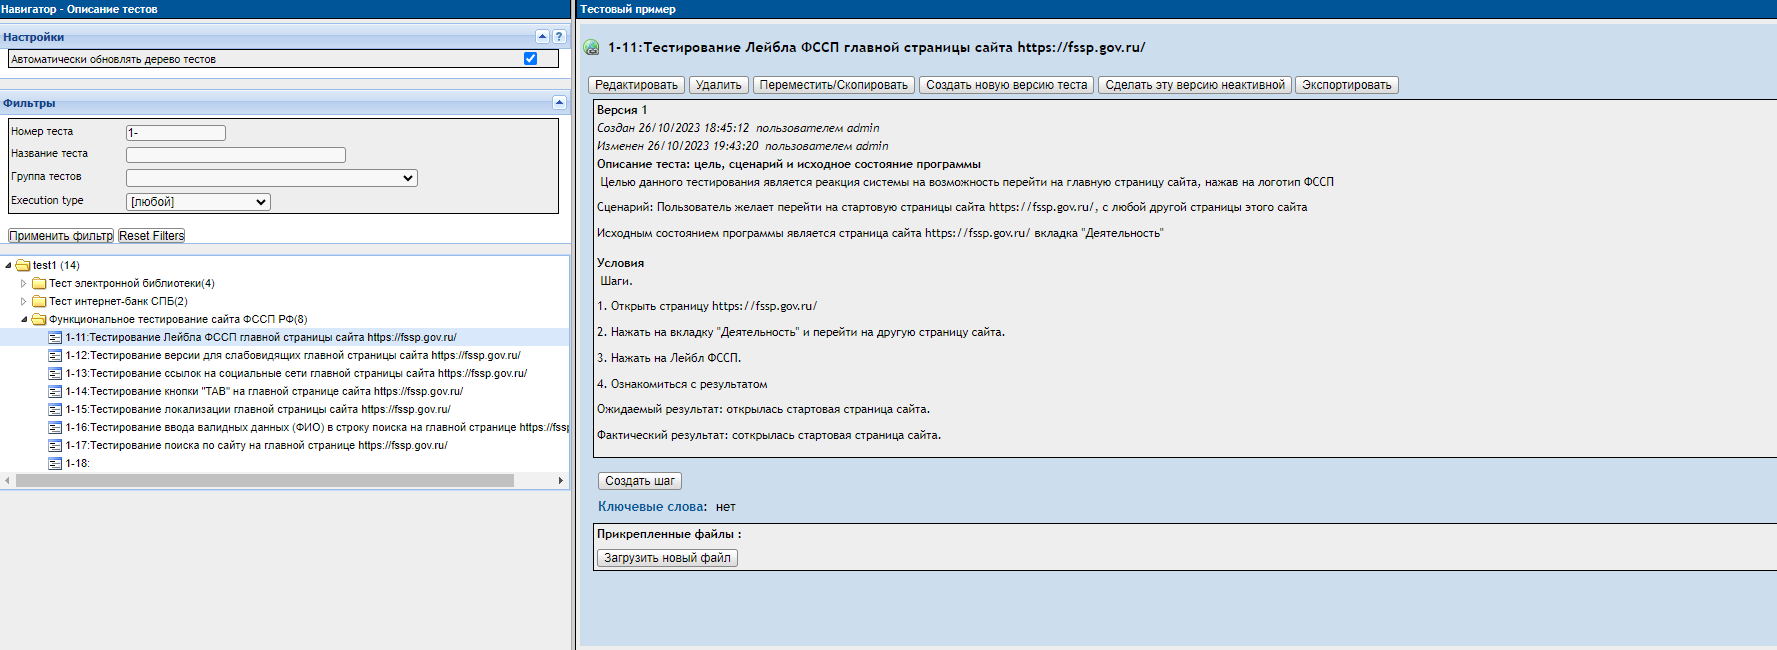 Навигатор - Описание тестов
Настройки
Автоматически обновлять дерево тестов
Фильтры
Номер теста 1-
Название теста
Группа тестов
Execution type [любой]
Применить фильтр Reset Filters
test1 (14)
Тест электронной библиотеки(4)
Тест интернет-банк СПБ(2)
Функциональное тестирование сайта ФССП РФ(8)
1-11:Тестирование Лейбла ФССП главной страницы сайта https://fssp.gov.ru/
1-12:Тестирование версии для слабовидящих главной страницы сайта https://fssp.gov.ru/
1-13:Тестирование ссылок на социальные сети главной страницы сайта https://fssp.gov.ru/
1-14:Тестирование кнопки "TAB" на главной странице сайта https://fssp.gov.ru/
1-15:Тестирование локализации главной страницы сайта https://fssp.gov.ru/
1-16:Тестирование ввода валидных данных (ФИО) в строку поиска на главной странице https://fssp
1-17:Тестирование поиска по сайту на главной странице https://fssp.gov.ru/
1-18:
Тестовый пример
1-11:Тестирование Лейбла ФССП главной страницы сайта https://fssp.gov.ru/
Редактировать Удалить Переместить/Скопировать Создать новую версию теста Сделать эту версию неактивной Экспортировать
Версия 1
Создан 26/10/2023 18:45:12 пользователем admin
Изменен 26/10/2023 19:43:20 пользователем admin
Описание теста: цель, сценарий и исходное состояние программы
Целью данного тестирования является реакция системы на возможность перейти на главную страницу сайта, нажав на логотип ФССП
Сценарий: Пользователь желает перейти на стартовую страницы сайта https://fssp.gov.ru/, с любой другой страницы этого сайта
Исходным состоянием программы является страница сайта https://fssp.gov.ru/ вкладка "Деятельность"
Условия
Шаги.
1. Открыть страницу https://fssp.gov.ru/
2. Нажать на вкладку "Деятельность" и перейти на другую страницу сайта.
3. Нажать на Лейбл ФССП.
4. Ознакомиться с результатом
Ожидаемый результат: открылась стартовая страница сайта.
Фактический результат: соткрылась стартовая страница сайта.
Создать шаг
Ключевые слова: нет
Прикрепленные файлы :
Загрузить новый файл